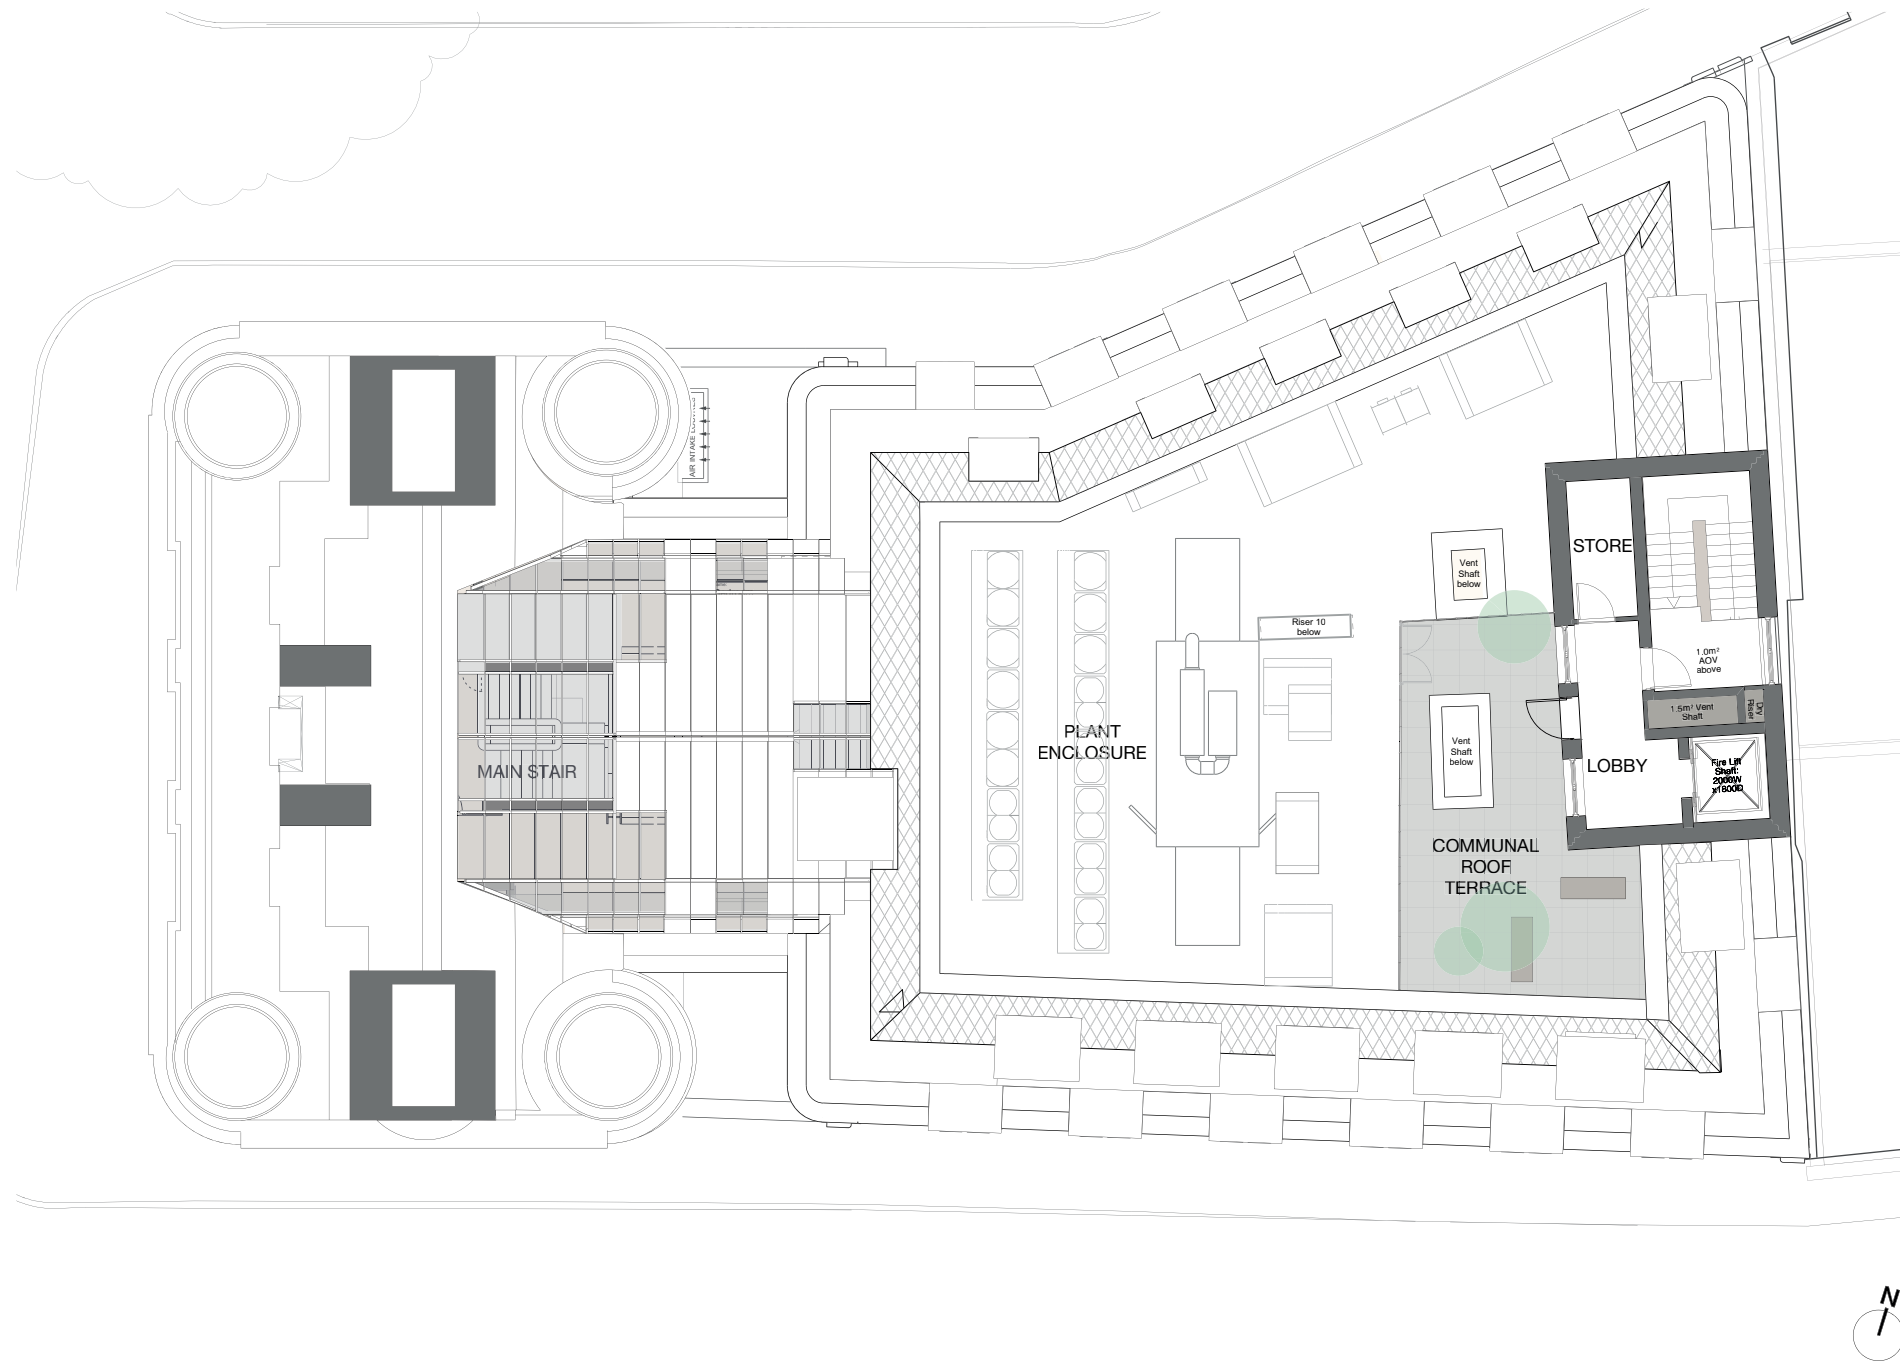 AIR INTAKE LOUVRES
STORE
Vent
Shaft
below
Riser 10
below
1.0m²
AOV
above
1.5m² Vent
Shaft
Dry
Riser
PLANT
ENCLOSURE
Vent
Shaft
below
MAIN STAIR
LOBBY
Fire Lift
Shaft:
2000W
x1800D
COMMUNAL
ROOF
TERRACE
N